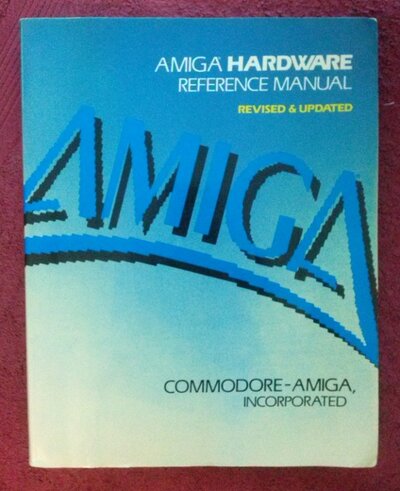 AMIGA HARDWARE
REFERENCE MANUAL
REVISED & UPDATED
AMIGA
COMMODORE-AMIGA,
INCORPORATED